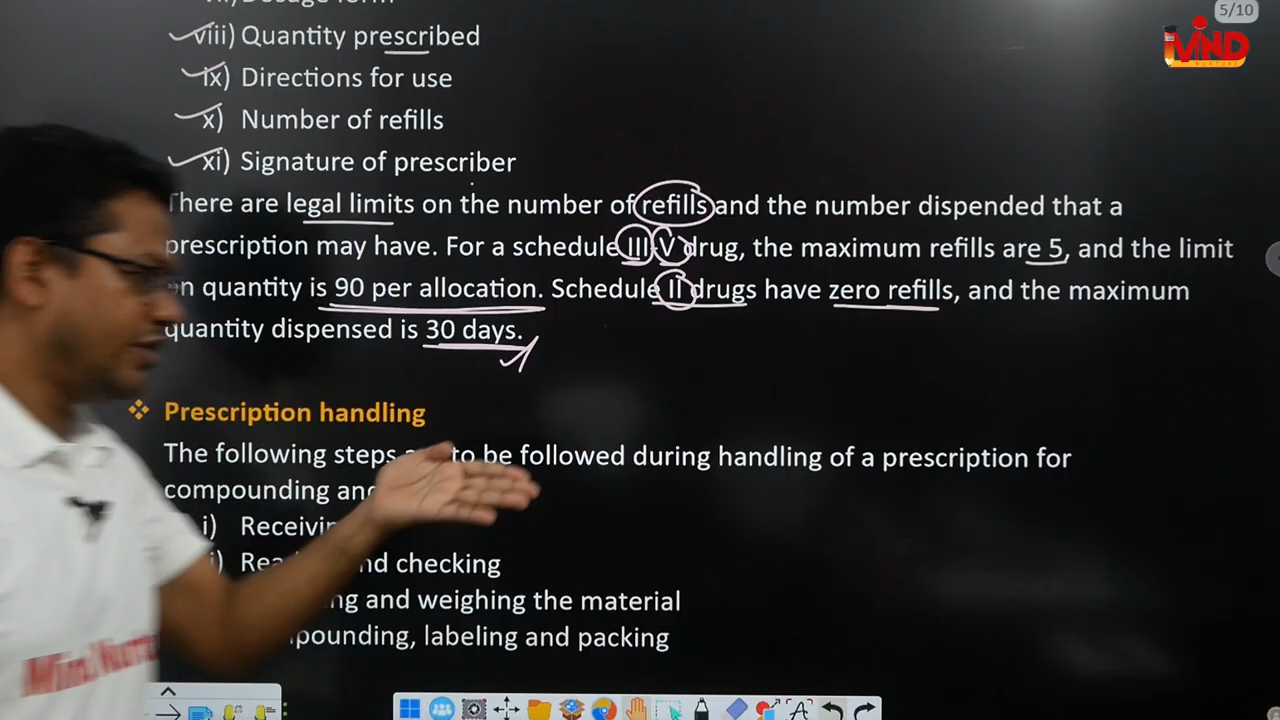 5/10
MIND
NURTURE
viii) Quantity prescribed
ix) Directions for use
x) Number of refills
xi) Signature of prescriber
There are legal limits on the number of refills and the number dispended that a
prescription may have. For a schedule III-V drug, the maximum refills are 5, and the limit
on quantity is 90 per allocation. Schedule II drugs have zero refills, and the maximum
quantity dispensed is 30 days.
Prescription handling
The following steps to be followed during handling of a prescription for
compounding and
i) Receiving
and checking
and weighing the material
labeling and packing